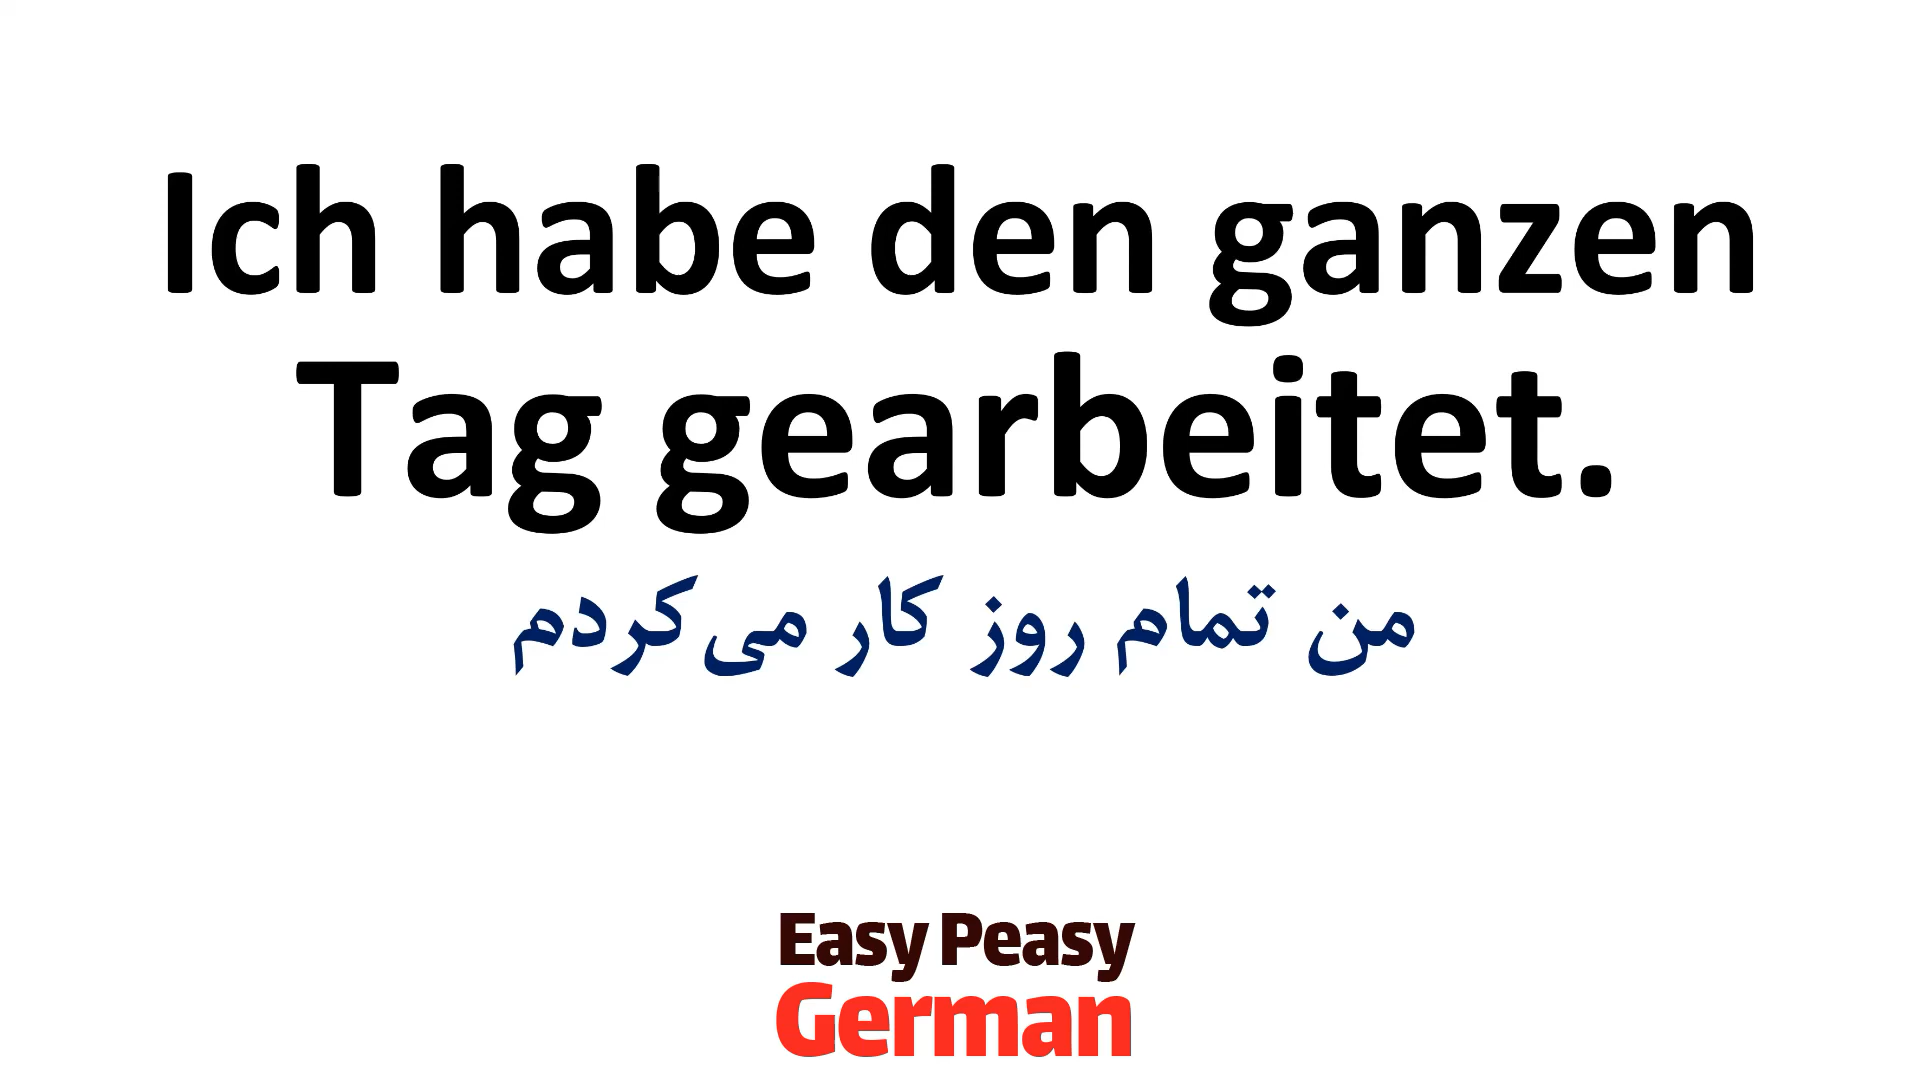 Ich habe den ganzen
Tag gearbeitet.
من تمام روز کار می‌کردم
Easy Peasy
German